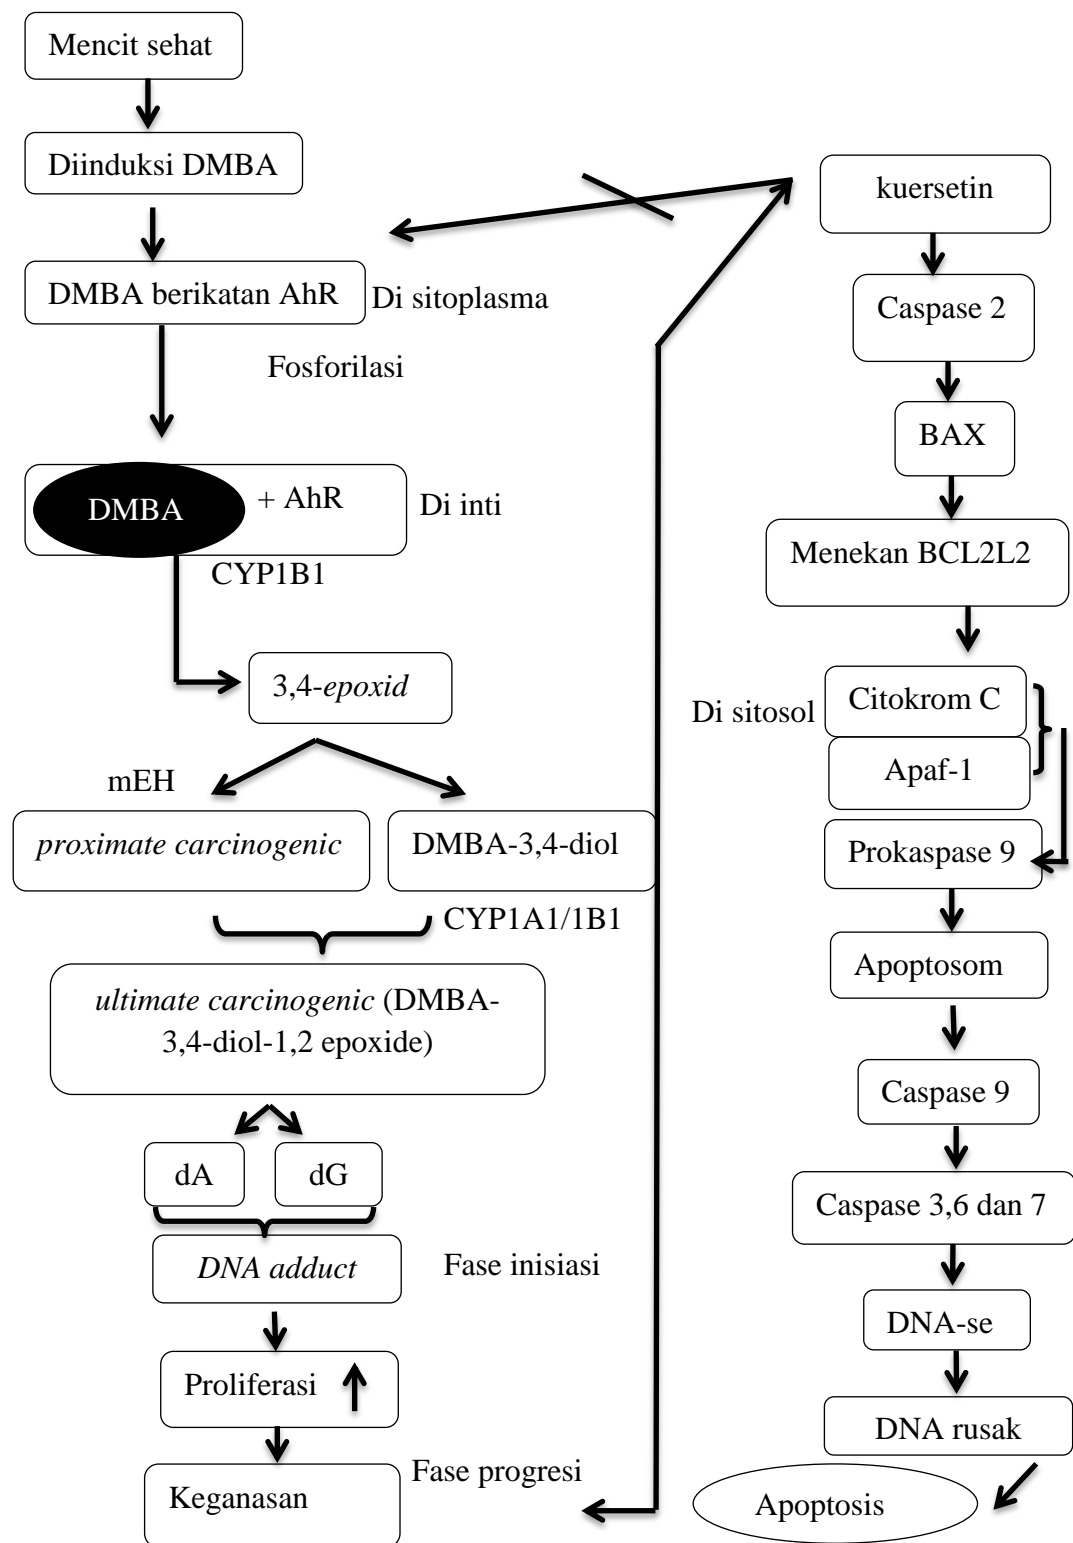 Mencit sehat
Diinduksi DMBA
DMBA berikatan AhR
Di sitoplasma
Fosforilasi
DMBA
+ AhR
Di inti
CYP1B1
3,4-epoxid
mEH
proximate carcinogenic
DMBA-3,4-diol
CYP1A1/1B1
ultimate carcinogenic (DMBA-
3,4-diol-1,2 epoxide)
dA
dG
DNA adduct
Fase inisiasi
Proliferasi
Fase progresi
Keganasan
kuersetin
Caspase 2
BAX
Menekan BCL2L2
Di sitosol
Citokrom C
Apaf-1
Prokaspase 9
Apoptosom
Caspase 9
Caspase 3,6 dan 7
DNA-se
DNA rusak
Apoptosis